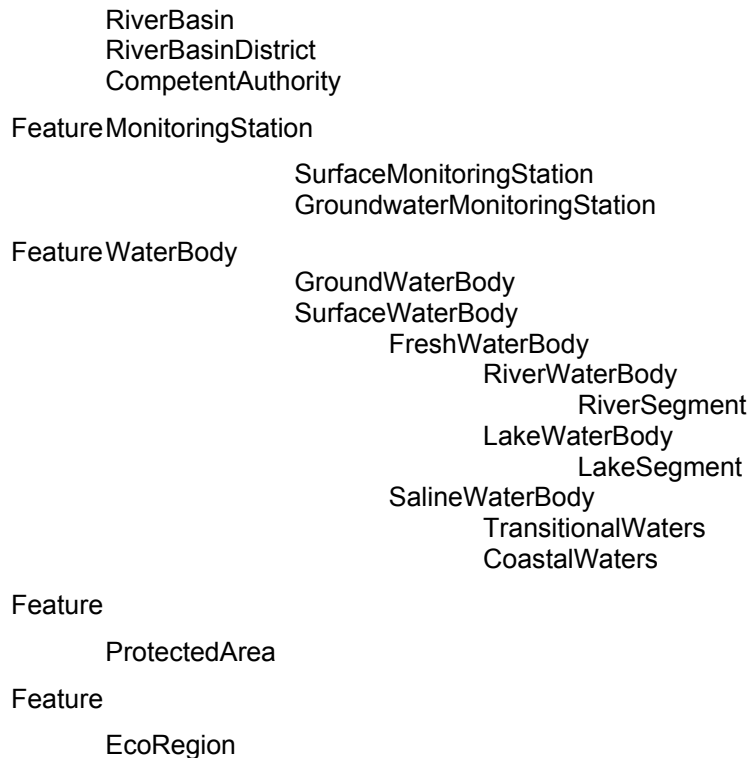 RiverBasin
RiverBasinDistrict
CompetentAuthority
FeatureMonitoringStation
SurfaceMonitoringStation
GroundwaterMonitoringStation
FeatureWaterBody
GroundWaterBody
SurfaceWaterBody
FreshWaterBody
RiverWaterBody
RiverSegment
LakeWaterBody
LakeSegment
SalineWaterBody
TransitionalWaters
CoastalWaters
Feature
ProtectedArea
Feature
EcoRegion